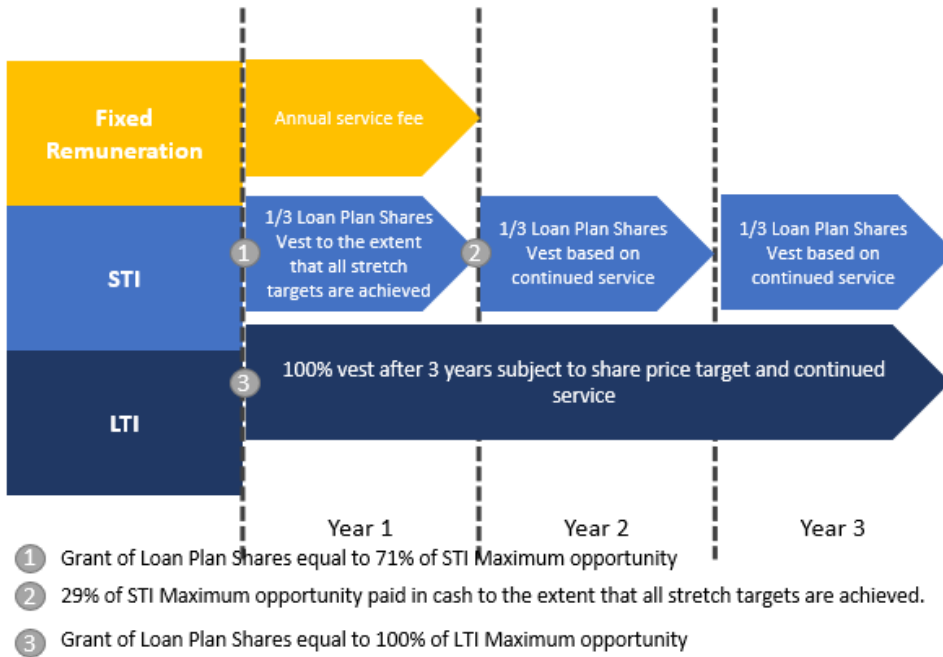 Fixed
Remuneration
Annual service fee
STI
1
1/3 Loan Plan Shares
Vest to the extent
that all stretch
targets are achieved
2
1/3 Loan Plan Shares
Vest based on
continued service
1/3 Loan Plan Shares
Vest based on
continued service
LTI
3
100% vest after 3 years subject to share price target and continued
service
Year 1
Year 2
Year 3
1 Grant of Loan Plan Shares equal to 71% of STI Maximum opportunity
2 29% of STI Maximum opportunity paid in cash to the extent that all stretch targets are achieved.
3 Grant of Loan Plan Shares equal to 100% of LTI Maximum opportunity